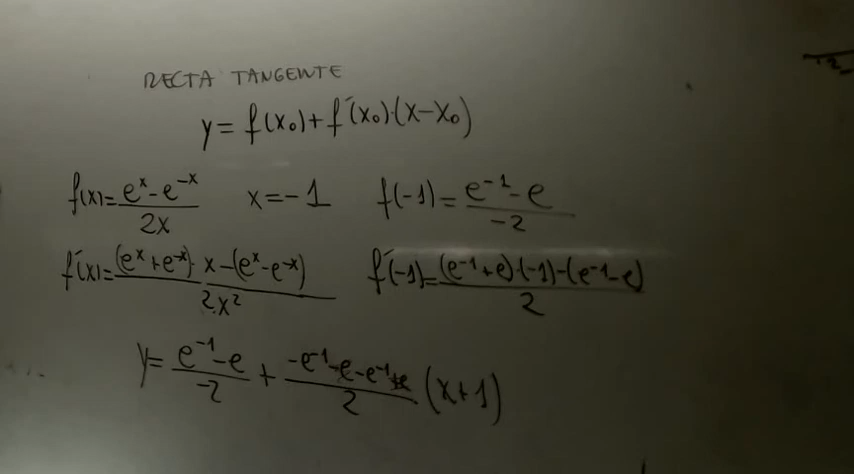 RECTA TANGENTE
y = f(x₀) + f´(x₀)·(x-x₀)
f(x) = (eˣ - e⁻ˣ)/2x x = -1 f(-1) = (e⁻¹ - e)/-2
f´(x) = ((eˣ + e⁻ˣ)·x - (eˣ - e⁻ˣ))/2x² f´(-1) = ((e⁻¹ + e)·(-1) - (e⁻¹ - e))/2
y = (e⁻¹ - e)/-2 + (-e⁻¹ - e - e⁻¹ + e)/2 (x+1)